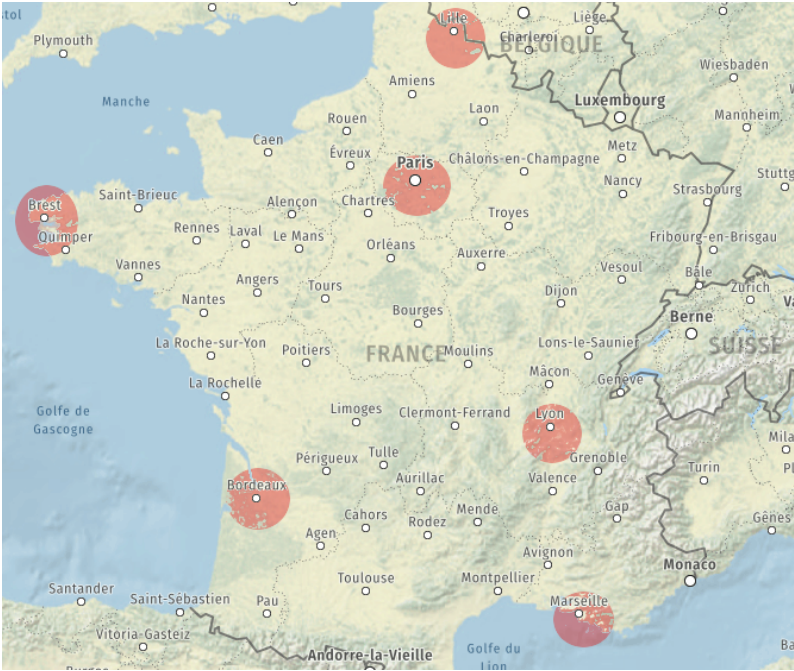 Lille
Liège
Plymouth
Charleroi
BELGIQUE
Wiesbaden
Amiens
Manche
Luxembourg
Laon
Rouen
Mannheim
Caen
Évreux
Paris
Châlons-en-Champagne
Metz
Saint-Brieuc
Alençon
Chartres
Nancy
Strasbourg
Brest
Troyes
Quimper
Rennes
Laval
Le Mans
Orléans
Fribourg-en-Brisgau
Auxerre
Vannes
Vesoul
Bâle
Angers
Tours
Dijon
Zurich
Nantes
Bourges
Berne
La Roche-sur-Yon
Poitiers
FRANCE
Moulins
Lons-le-Saunier
SUISSE
Mâcon
La Rochelle
Genève
Golfe de
Gascogne
Limoges
Clermont-Ferrand
Lyon
Périgueux
Tulle
Grenoble
Turin
Bordeaux
Aurillac
Valence
Cahors
Mende
Gap
Rodez
Gênes
Agen
Avignon
Monaco
Toulouse
Montpellier
Santander
Saint-Sébastien
Pau
Marseille
Vitoria-Gasteiz
Andorre-la-Vieille
Golfe du
Lion